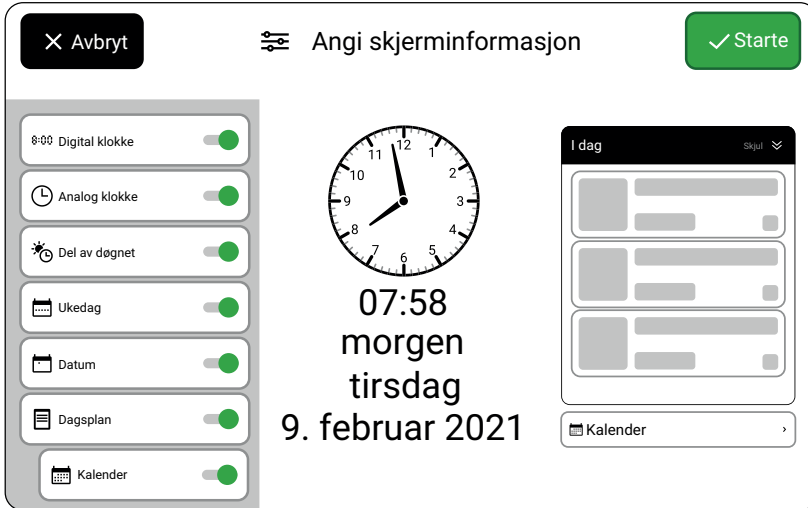 Avbryt
Angi skjerminformasjon
Starte
8:00 Digital klokke
Analog klokke
Del av døgnet
Ukedag
Datum
Dagsplan
Kalender
12
1
2
3
4
5
6
7
8
9
10
11
07:58
morgen
tirsdag
9. februar 2021
I dag
Skjul
Kalender